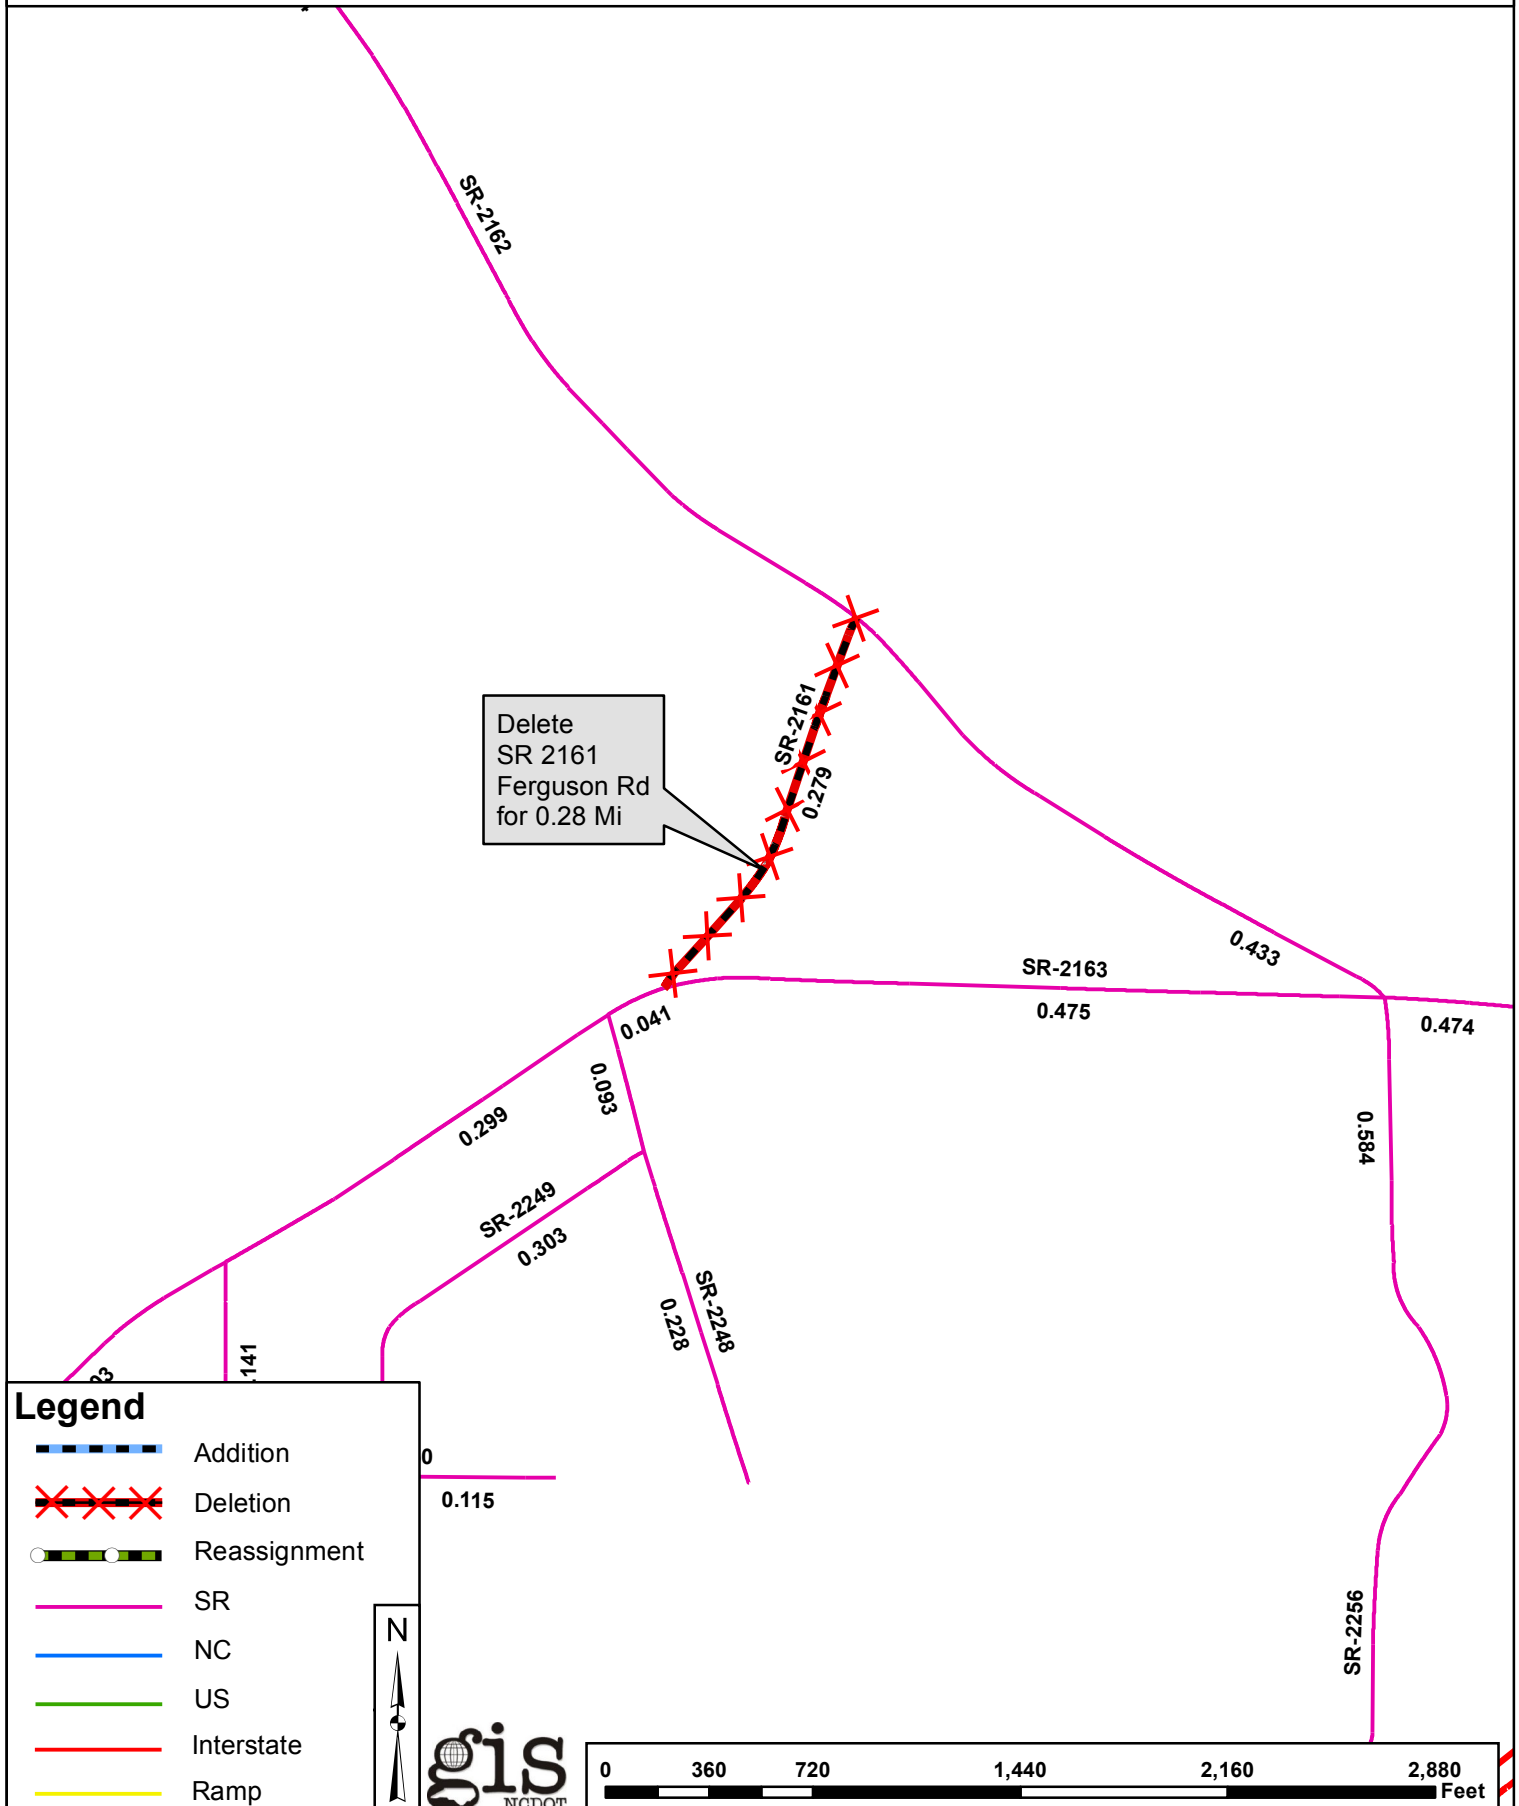 SR-2162
Delete
SR 2161
Ferguson Rd
for 0.28 Mi
SR-2161
0.279
0.433
SR-2163
0.475
0.474
0.041
0.093
0.299
0.584
SR-2249
0.303
SR-2248
0.228
.141
0.115
0
SR-2256
Legend
Addition
Deletion
Reassignment
SR
NC
US
Interstate
Ramp
N
gis
NCDOT
0 360 720 1,440 2,160 2,880
Feet